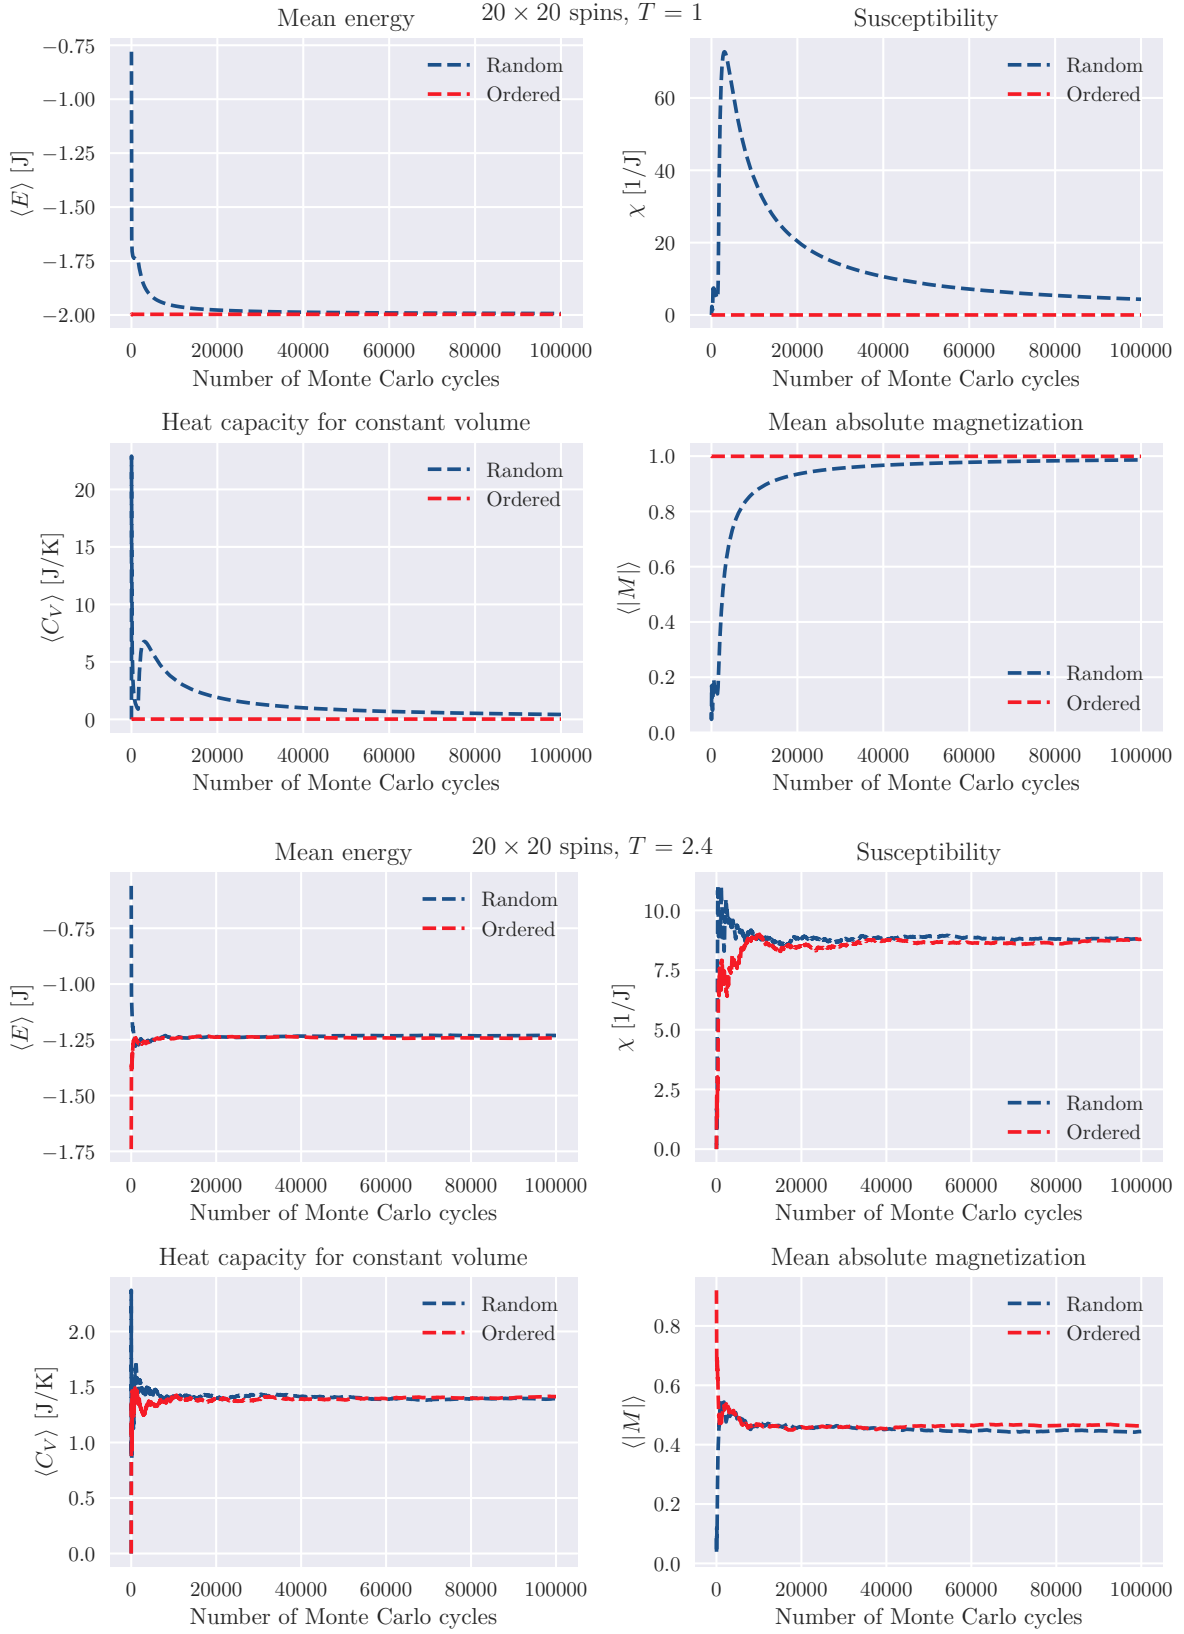 20 × 20 spins, T = 1
Mean energy
⟨E⟩ [J]
−0.75
−1.00
−1.25
−1.50
−1.75
−2.00
Random
Ordered
0 20000 40000 60000 80000 100000
Number of Monte Carlo cycles
Susceptibility
χ [1/J]
60
40
20
0
Random
Ordered
0 20000 40000 60000 80000 100000
Number of Monte Carlo cycles
Heat capacity for constant volume
⟨C_V⟩ [J/K]
20
15
10
5
0
Random
Ordered
0 20000 40000 60000 80000 100000
Number of Monte Carlo cycles
Mean absolute magnetization
⟨|M|⟩
1.0
0.8
0.6
0.4
0.2
0.0
Random
Ordered
0 20000 40000 60000 80000 100000
Number of Monte Carlo cycles
20 × 20 spins, T = 2.4
Mean energy
⟨E⟩ [J]
−0.75
−1.00
−1.25
−1.50
−1.75
Random
Ordered
0 20000 40000 60000 80000 100000
Number of Monte Carlo cycles
Susceptibility
χ [1/J]
10.0
7.5
5.0
2.5
0.0
Random
Ordered
0 20000 40000 60000 80000 100000
Number of Monte Carlo cycles
Heat capacity for constant volume
⟨C_V⟩ [J/K]
2.0
1.5
1.0
0.5
0.0
Random
Ordered
0 20000 40000 60000 80000 100000
Number of Monte Carlo cycles
Mean absolute magnetization
⟨|M|⟩
0.8
0.6
0.4
0.2
0.0
Random
Ordered
0 20000 40000 60000 80000 100000
Number of Monte Carlo cycles